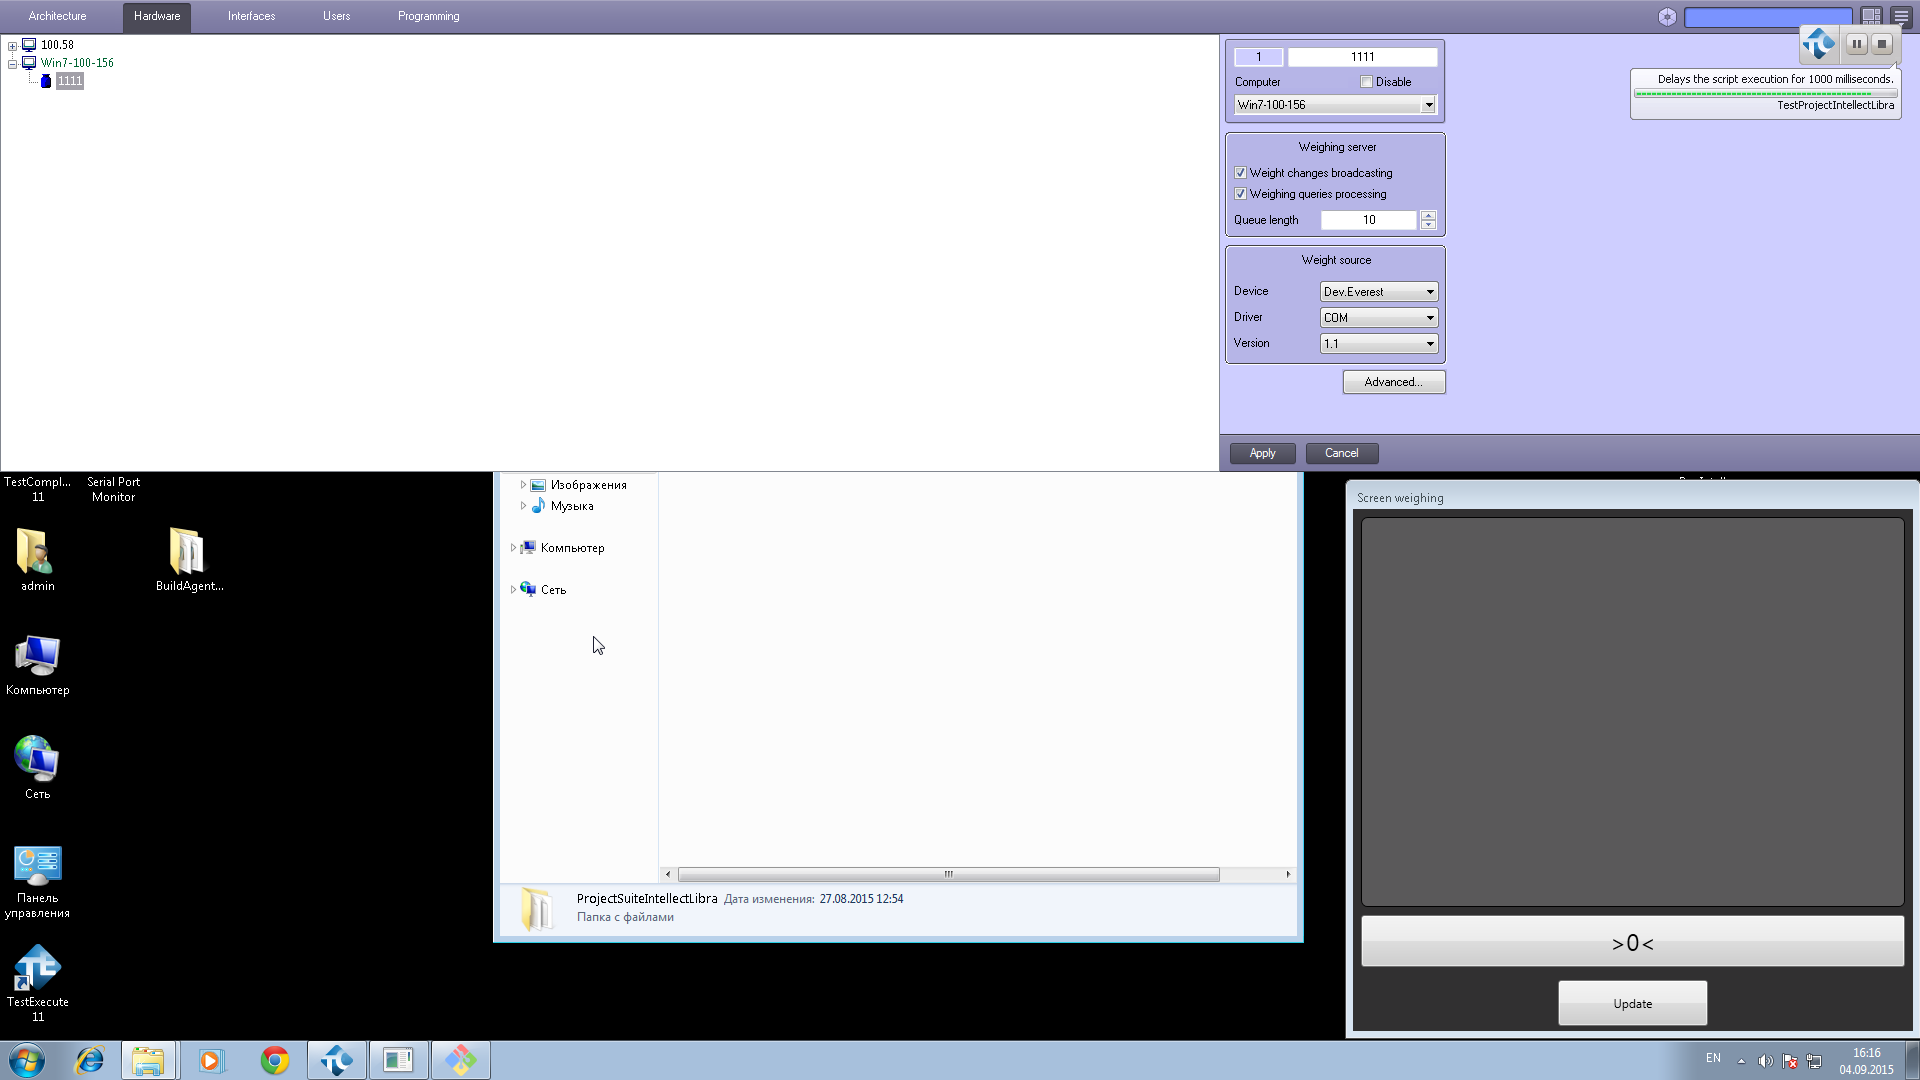 Architecture
Hardware
Interfaces
Users
Programming
100.58
Win7-100-156
1111
1
1111
Computer
Disable
Win7-100-156
Weighing server
Weight changes broadcasting
Weighing queries processing
Queue length
10
Weight source
Device
Dev.Everest
Driver
COM
Version
1.1
Advanced...
Apply
Cancel
Delays the script execution for 1000 milliseconds.
TestProjectIntellectLibra
TestCompl...
11
Serial Port
Monitor
admin
BuildAgent...
Компьютер
Сеть
Панель
управления
TestExecute
11
Изображения
Музыка
Компьютер
Сеть
ProjectSuiteIntellectLibra Дата изменения: 27.08.2015 12:54
Папка с файлами
Screen weighing
>0<
Update
EN
16:16
04.09.2015